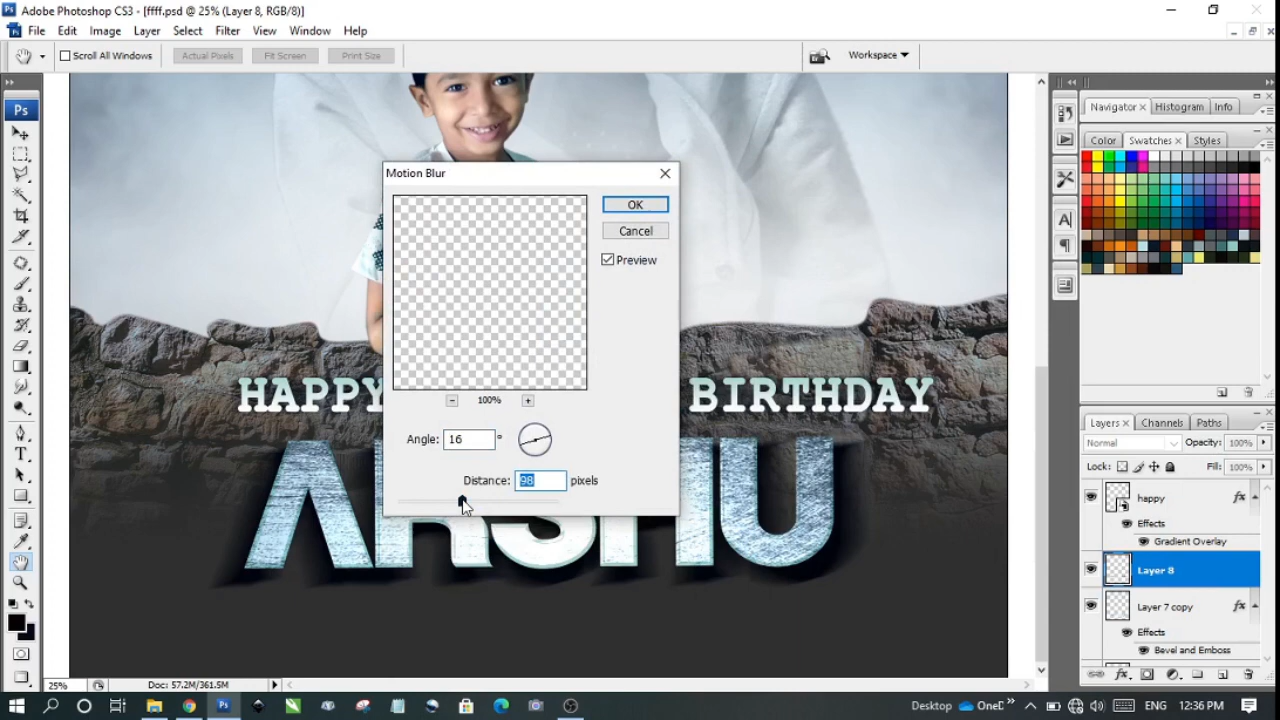 Adobe Photoshop CS3 - [ffff.psd @ 25% (Layer 8, RGB/8)]
File Edit Image Layer Select Filter View Window Help
Scroll All Windows Actual Pixels Fit Screen Print Size Workspace
Ps
Navigator Histogram Info
Color Swatches Styles
Motion Blur
OK
Cancel
Preview
100%
Angle: 16 °
Distance: 98 pixels
HAPPY BIRTHDAY
ARSHU
Layers Channels Paths
Normal Opacity: 100%
Lock: Fill: 100%
happy fx
Effects
Gradient Overlay
Layer 8
Layer 7 copy fx
Effects
Bevel and Emboss
25% Doc: 57.2M/361.5M
Desktop OneD ENG 12:36 PM